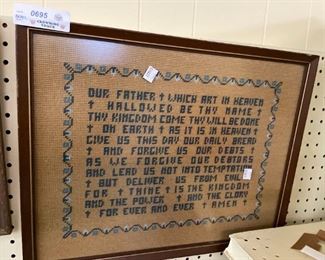 0695
OUR FATHER ✝ WHICH ART IN HEAVEN
✝ HALLOWED BE THY NAME ✝
THY KINGDOM COME THY WILL BE DONE
✝ ON EARTH ✝ AS IT IS IN HEAVEN ✝
GIVE US THIS DAY OUR DAILY BREAD
✝ AND FORGIVE US OUR DEBTS ✝
AS WE FORGIVE OUR DEBTORS
AND LEAD US NOT INTO TEMPTATION
✝ BUT DELIVER US FROM EVIL ✝
FOR ✝ THINE ✝ IS THE KINGDOM
AND THE POWER ✝ AND THE GLORY
✝ FOR EVER AND EVER ✝ AMEN ✝